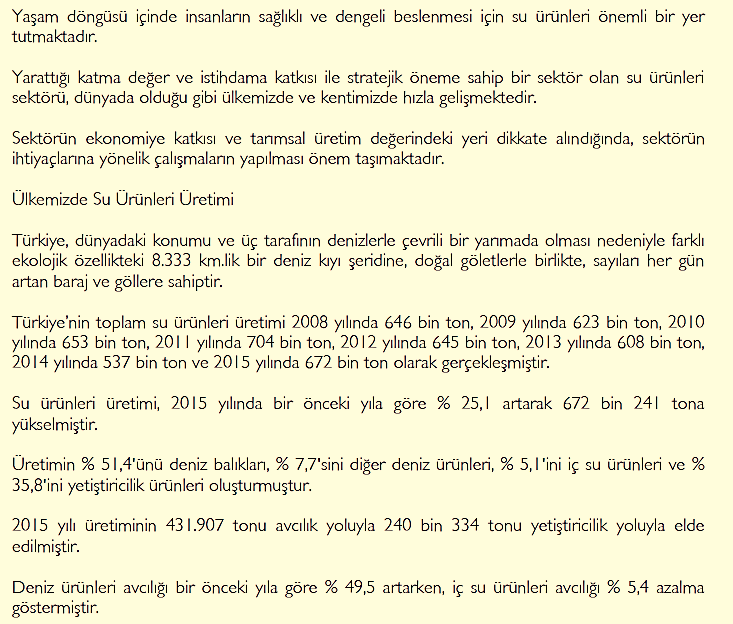 Yaşam döngüsü içinde insanların sağlıklı ve dengeli beslenmesi için su ürünleri önemli bir yer
tutmaktadır.
Yarattığı katma değer ve istihdama katkısı ile stratejik öneme sahip bir sektör olan su ürünleri
sektörü, dünyada olduğu gibi ülkemizde ve kentimizde hızla gelişmektedir.
Sektörün ekonomiye katkısı ve tarımsal üretim değerindeki yeri dikkate alındığında, sektörün
ihtiyaçlarına yönelik çalışmaların yapılması önem taşımaktadır.
Ülkemizde Su Ürünleri Üretimi
Türkiye, dünyadaki konumu ve üç tarafının denizlerle çevrili bir yarımada olması nedeniyle farklı
ekolojik özellikteki 8.333 km.lik bir deniz kıyı şeridine, doğal göletlerle birlikte, sayıları her gün
artan baraj ve göllere sahiptir.
Türkiye'nin toplam su ürünleri üretimi 2008 yılında 646 bin ton, 2009 yılında 623 bin ton, 2010
yılında 653 bin ton, 2011 yılında 704 bin ton, 2012 yılında 645 bin ton, 2013 yılında 608 bin ton,
2014 yılında 537 bin ton ve 2015 yılında 672 bin ton olarak gerçekleşmiştir.
Su ürünleri üretimi, 2015 yılında bir önceki yıla göre % 25,1 artarak 672 bin 241 tona
yükselmiştir.
Üretimin % 51,4'ünü deniz balıkları, % 7,7'sini diğer deniz ürünleri, % 5,1'ini iç su ürünleri ve %
35,8'ini yetiştiricilik ürünleri oluşturmuştur.
2015 yılı üretiminin 431.907 tonu avcılık yoluyla 240 bin 334 tonu yetiştiricilik yoluyla elde
edilmiştir.
Deniz ürünleri avcılığı bir önceki yıla göre % 49,5 artarken, iç su ürünleri avcılığı % 5,4 azalma
göstermiştir.